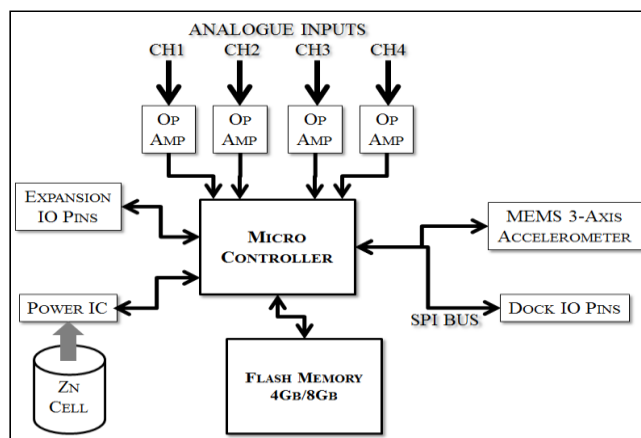 ANALOGUE INPUTS
CH1 CH2 CH3 CH4
OP AMP
OP AMP
OP AMP
OP AMP
EXPANSION
IO PINS
MICRO
CONTROLLER
MEMS 3-AXIS
ACCELEROMETER
POWER IC
SPI BUS
DOCK IO PINS
ZN
CELL
FLASH MEMORY
4GB/8GB